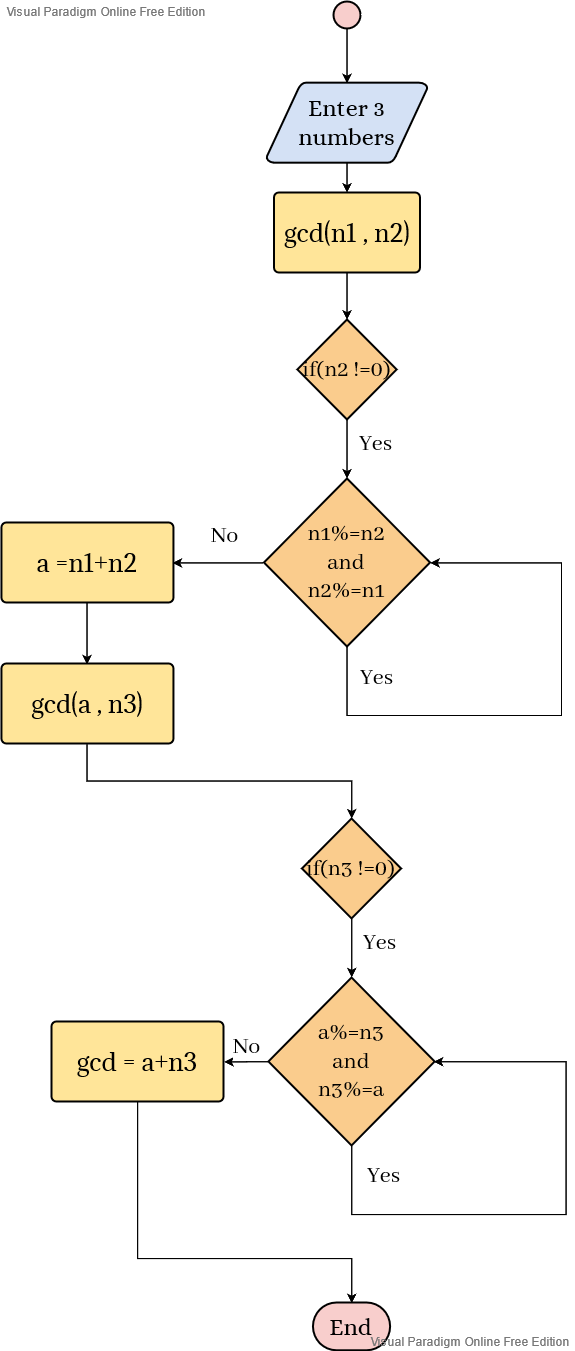 Visual Paradigm Online Free Edition
Enter 3
numbers
gcd(n1 , n2)
if(n2 !=0)
Yes
n1%=n2
and
n2%=n1
No
a =n1+n2
Yes
gcd(a , n3)
if(n3 !=0)
Yes
a%=n3
and
n3%=a
No
gcd = a+n3
Yes
End
Visual Paradigm Online Free Edition